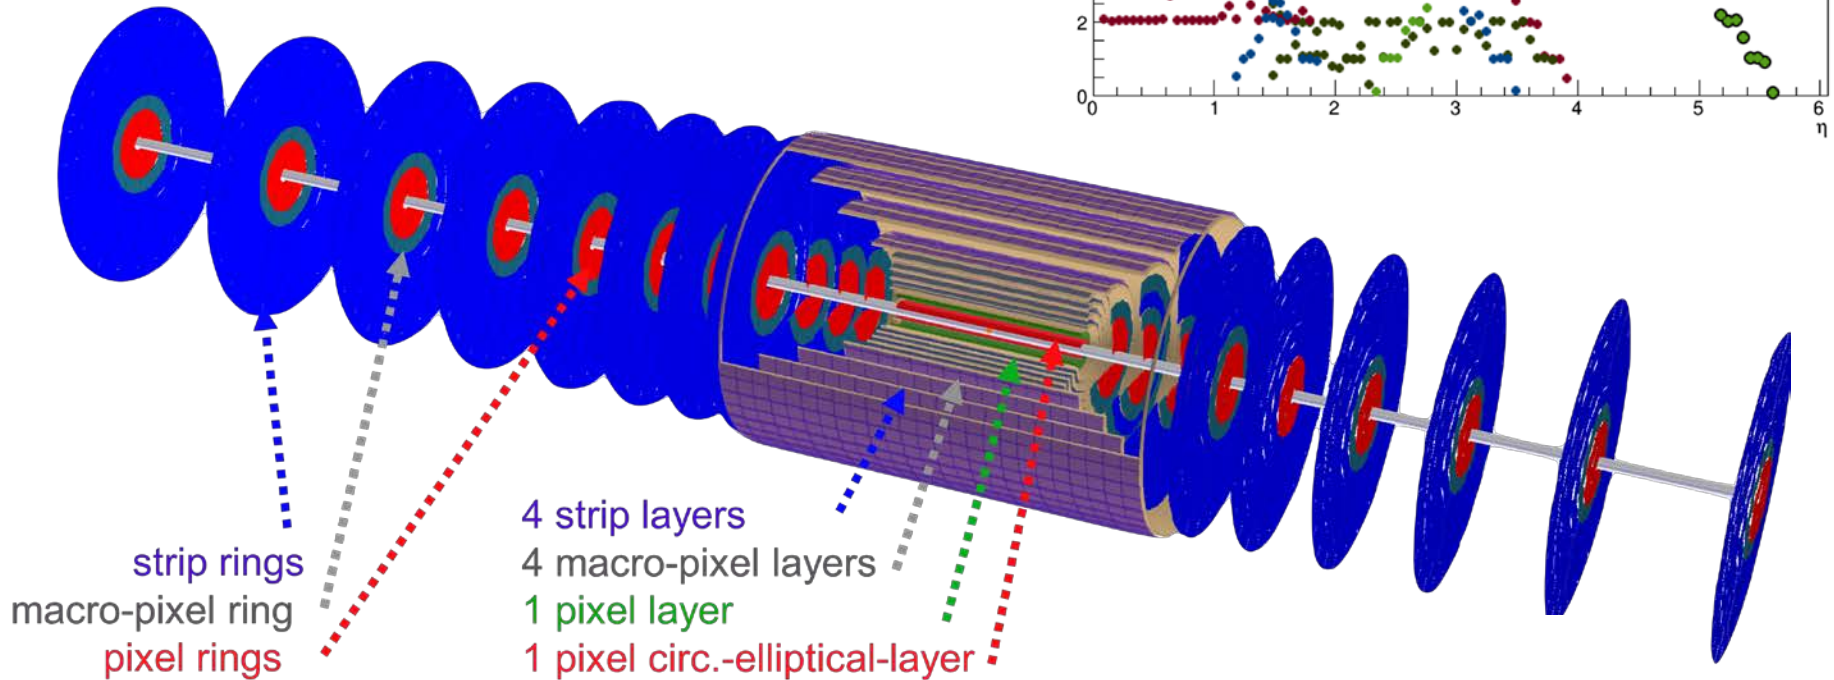 2
0
0
1
2
3
4
5
6
η
4 strip layers
strip rings
4 macro-pixel layers
macro-pixel ring
1 pixel layer
pixel rings
1 pixel circ.-elliptical-layer